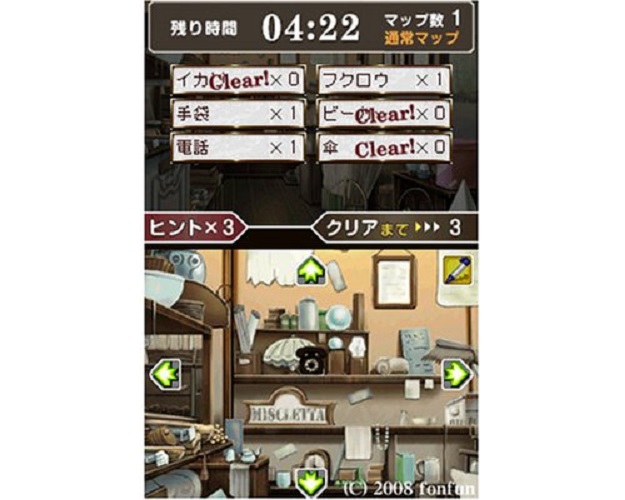 残り時間 04:22 マップ数 1
通常マップ
イカ Clear! × 0 フクロウ × 1
手袋 × 1 ビー Clear! × 0
電話 × 1 傘 Clear! × 0
ヒント×3 クリアまで 3
MISCLETTA
(C) 2008 fonfun